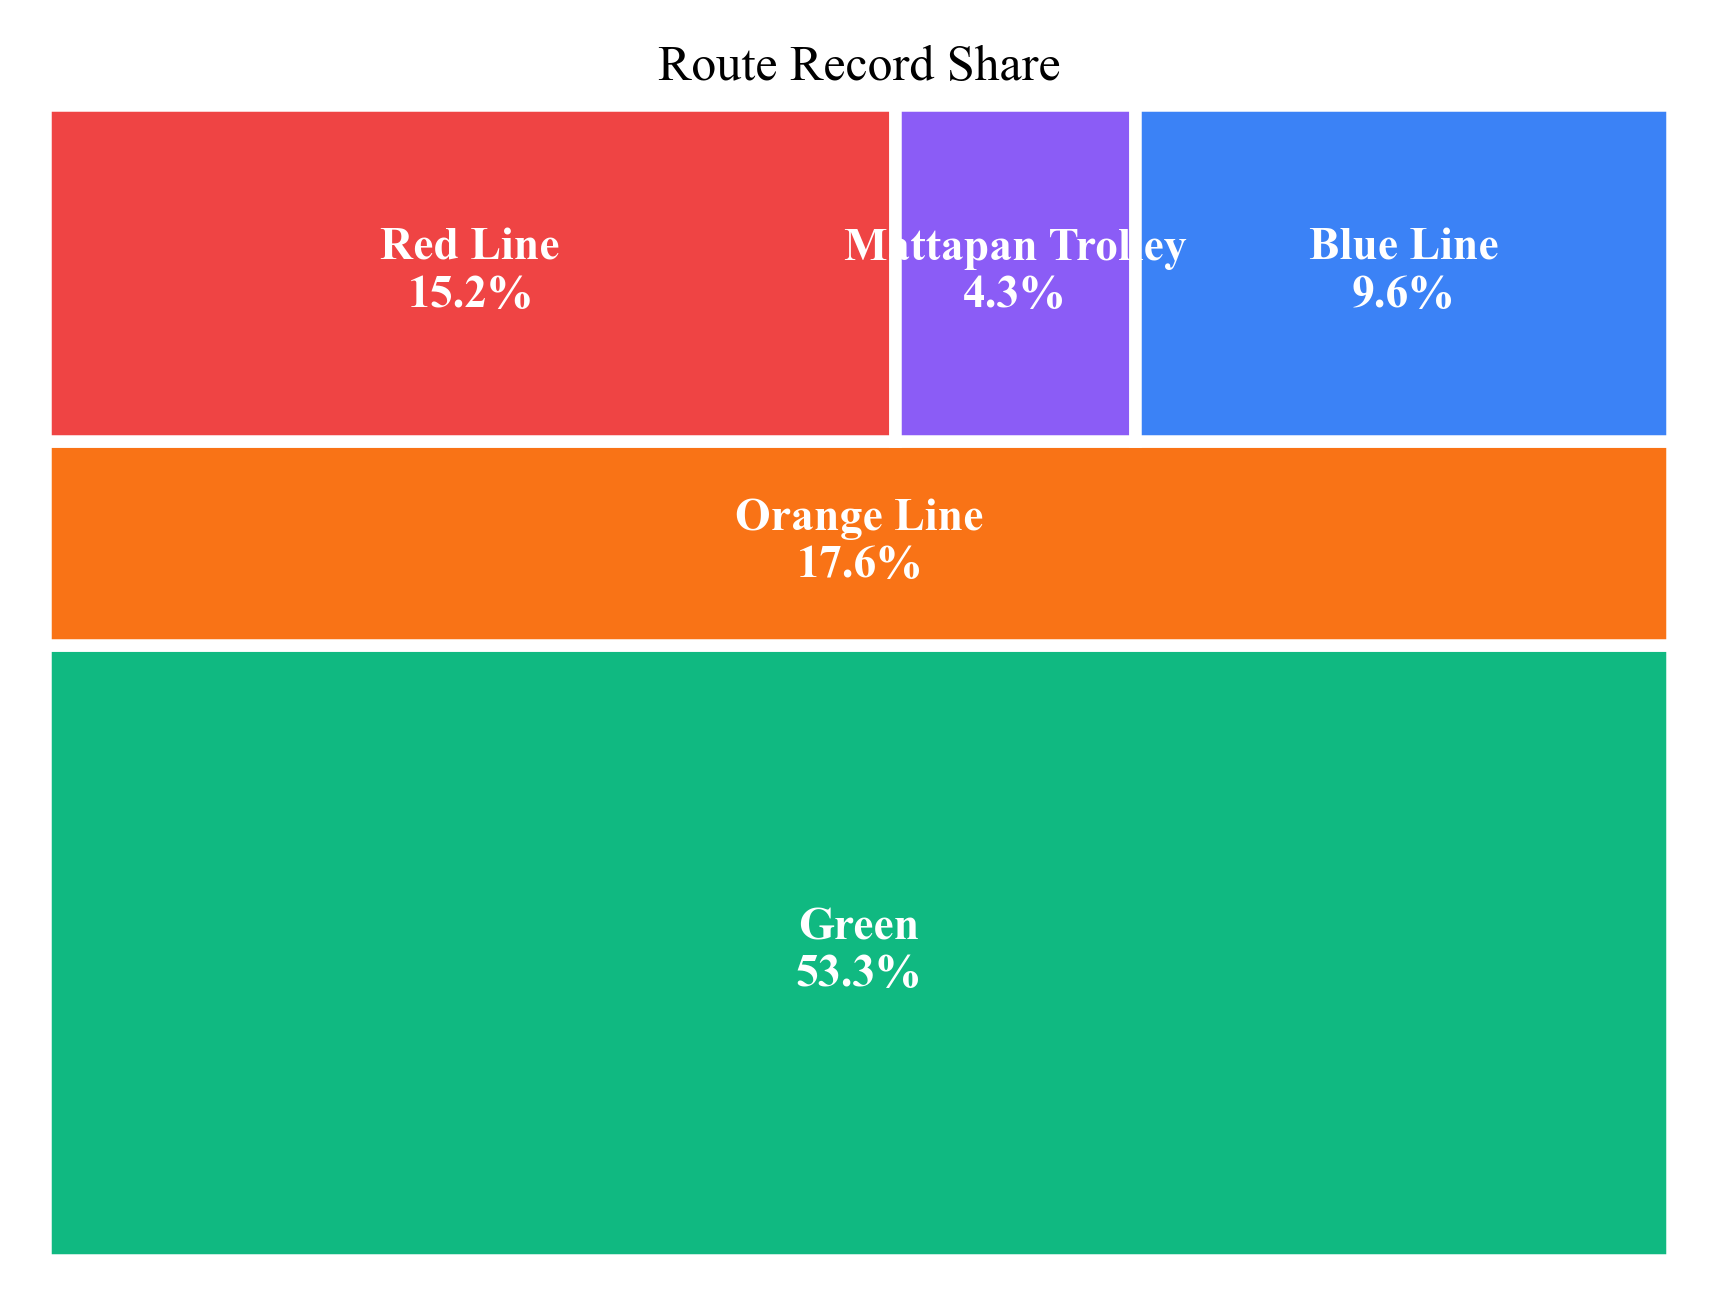 Route Record Share
Red Line
15.2%
Mattapan Trolley
4.3%
Blue Line
9.6%
Orange Line
17.6%
Green
53.3%